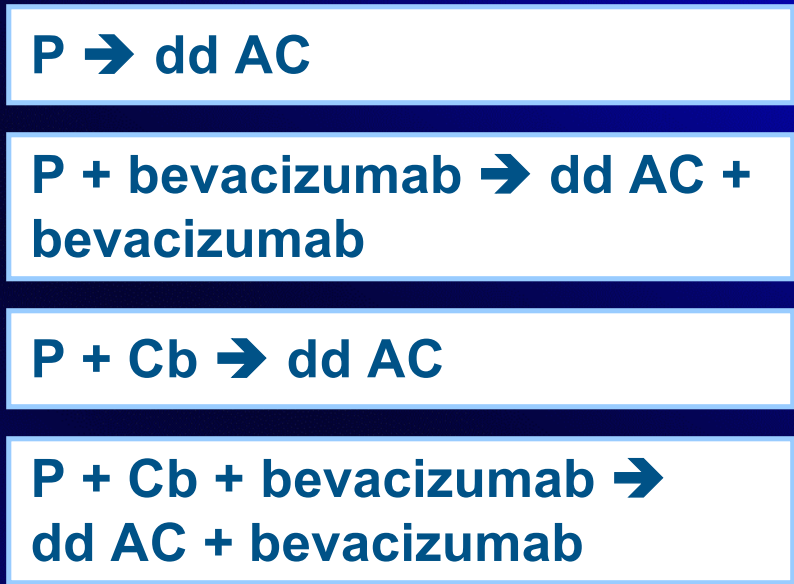 P ➔ dd AC
P + bevacizumab ➔ dd AC +
bevacizumab
P + Cb ➔ dd AC
P + Cb + bevacizumab ➔
dd AC + bevacizumab